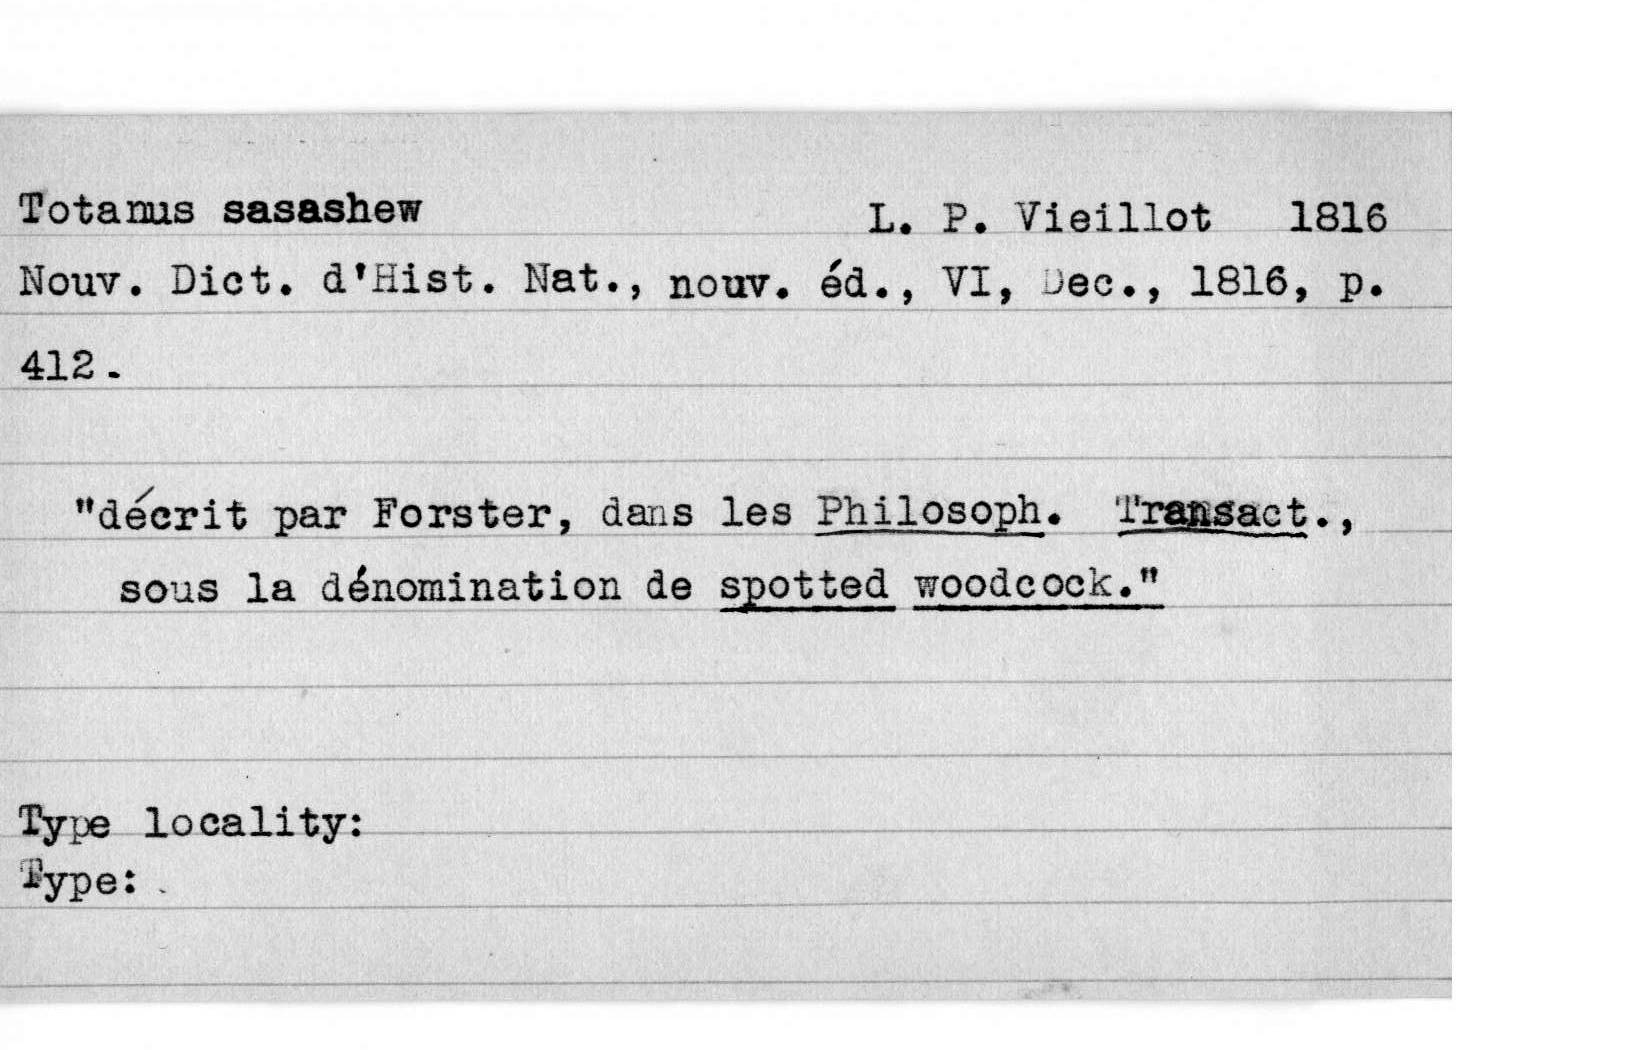 Totanus sasashew L. P. Vieillot 1816
Nouv. Dict. d'Hist. Nat., nouv. éd., VI, Dec., 1816, p.
412.
"décrit par Forster, dans les Philosoph. Transact.,
sous la dénomination de spotted woodcock."
Type locality:
Type: